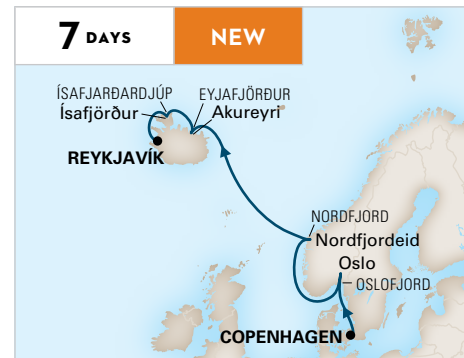 7 DAYS
NEW
ÍSAFJARÐARDJÚP
Ísafjörður
EYJAFJÖRÐUR
Akureyri
REYKJAVÍK
NORDFJORD
Nordfjordeid
Oslo
OSLOFJORD
COPENHAGEN